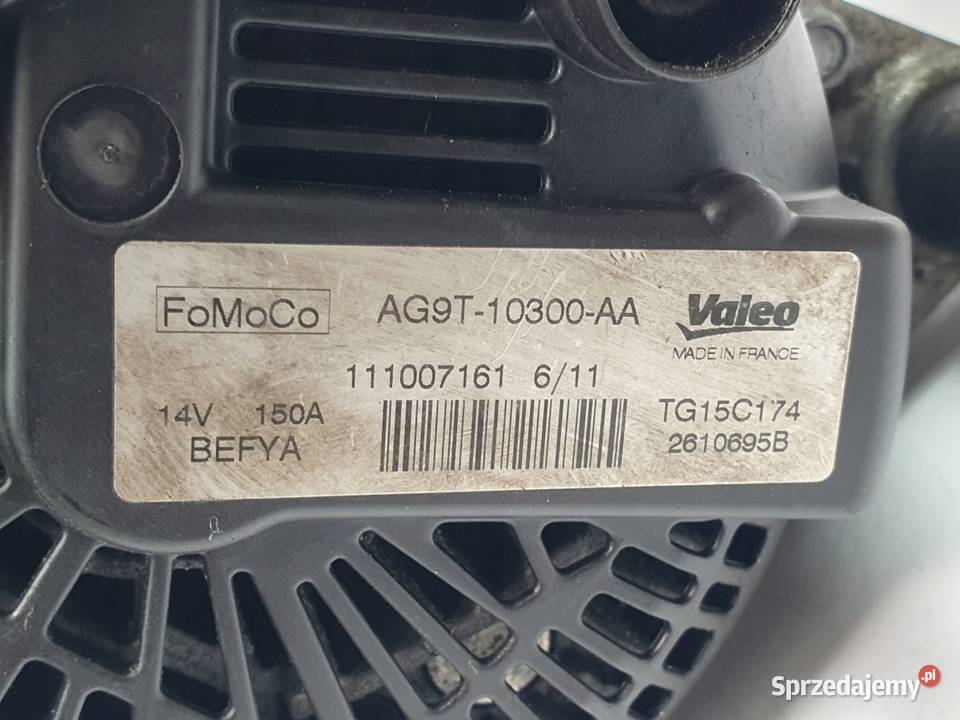 FoMoCo AG9T-10300-AA Valeo
MADE IN FRANCE
111007161 6/11
14V 150A TG15C174
BEFYA 2610695B
Sprzedajemy.pl